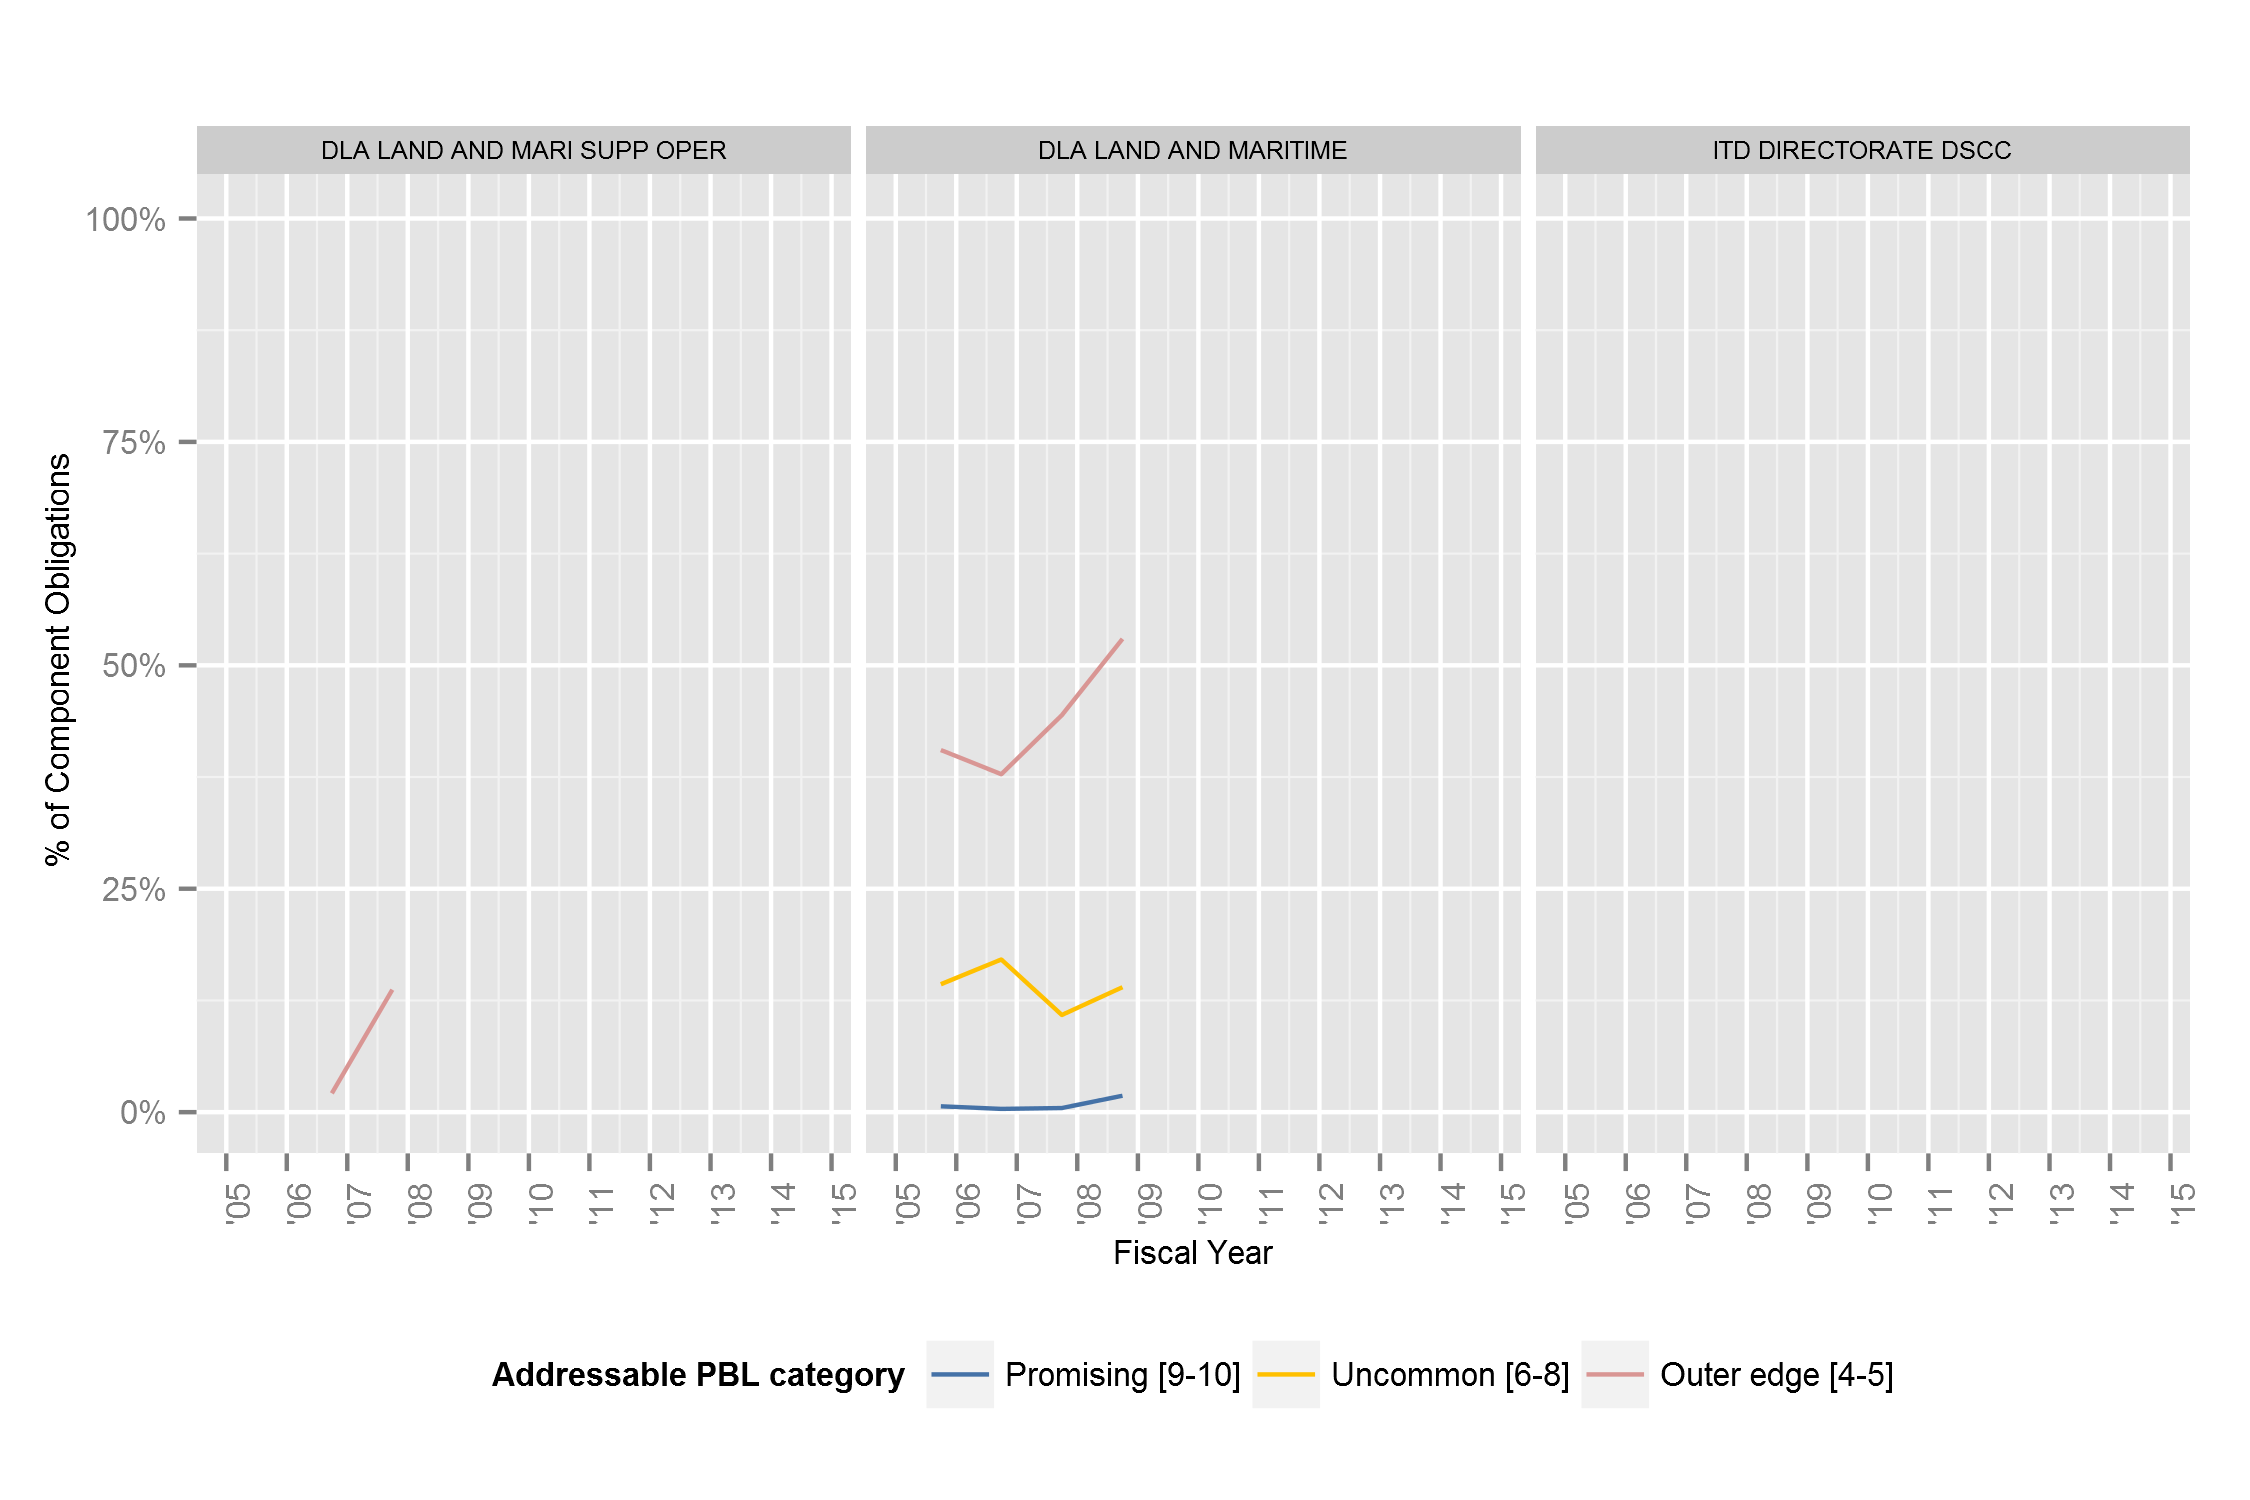 DLA LAND AND MARI SUPP OPER
DLA LAND AND MARITIME
ITD DIRECTORATE DSCC
% of Component Obligations
100%
75%
50%
25%
0%
'05 '06 '07 '08 '09 '10 '11 '12 '13 '14 '15
'05 '06 '07 '08 '09 '10 '11 '12 '13 '14 '15
'05 '06 '07 '08 '09 '10 '11 '12 '13 '14 '15
Fiscal Year
Addressable PBL category Promising [9-10] Uncommon [6-8] Outer edge [4-5]